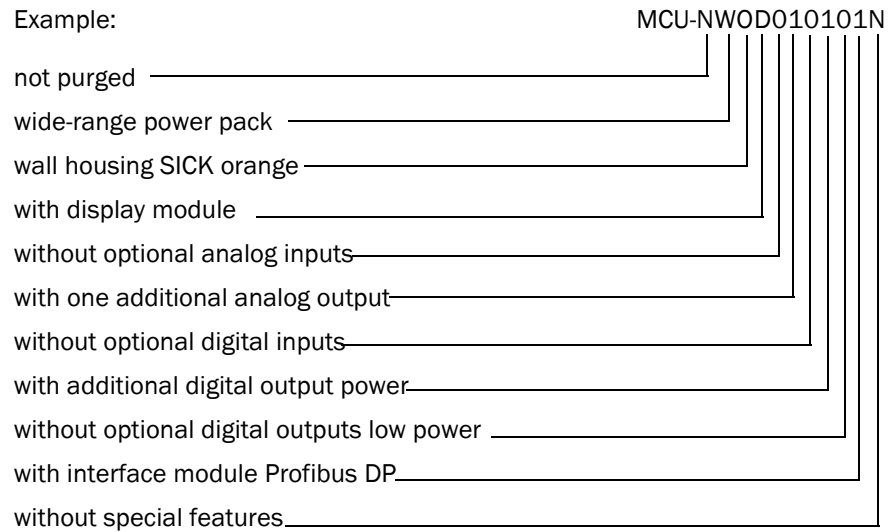 Example: MCU-NWOD010101N
not purged
wide-range power pack
wall housing SICK orange
with display module
without optional analog inputs
with one additional analog output
without optional digital inputs
with additional digital output power
without optional digital outputs low power
with interface module Profibus DP
without special features